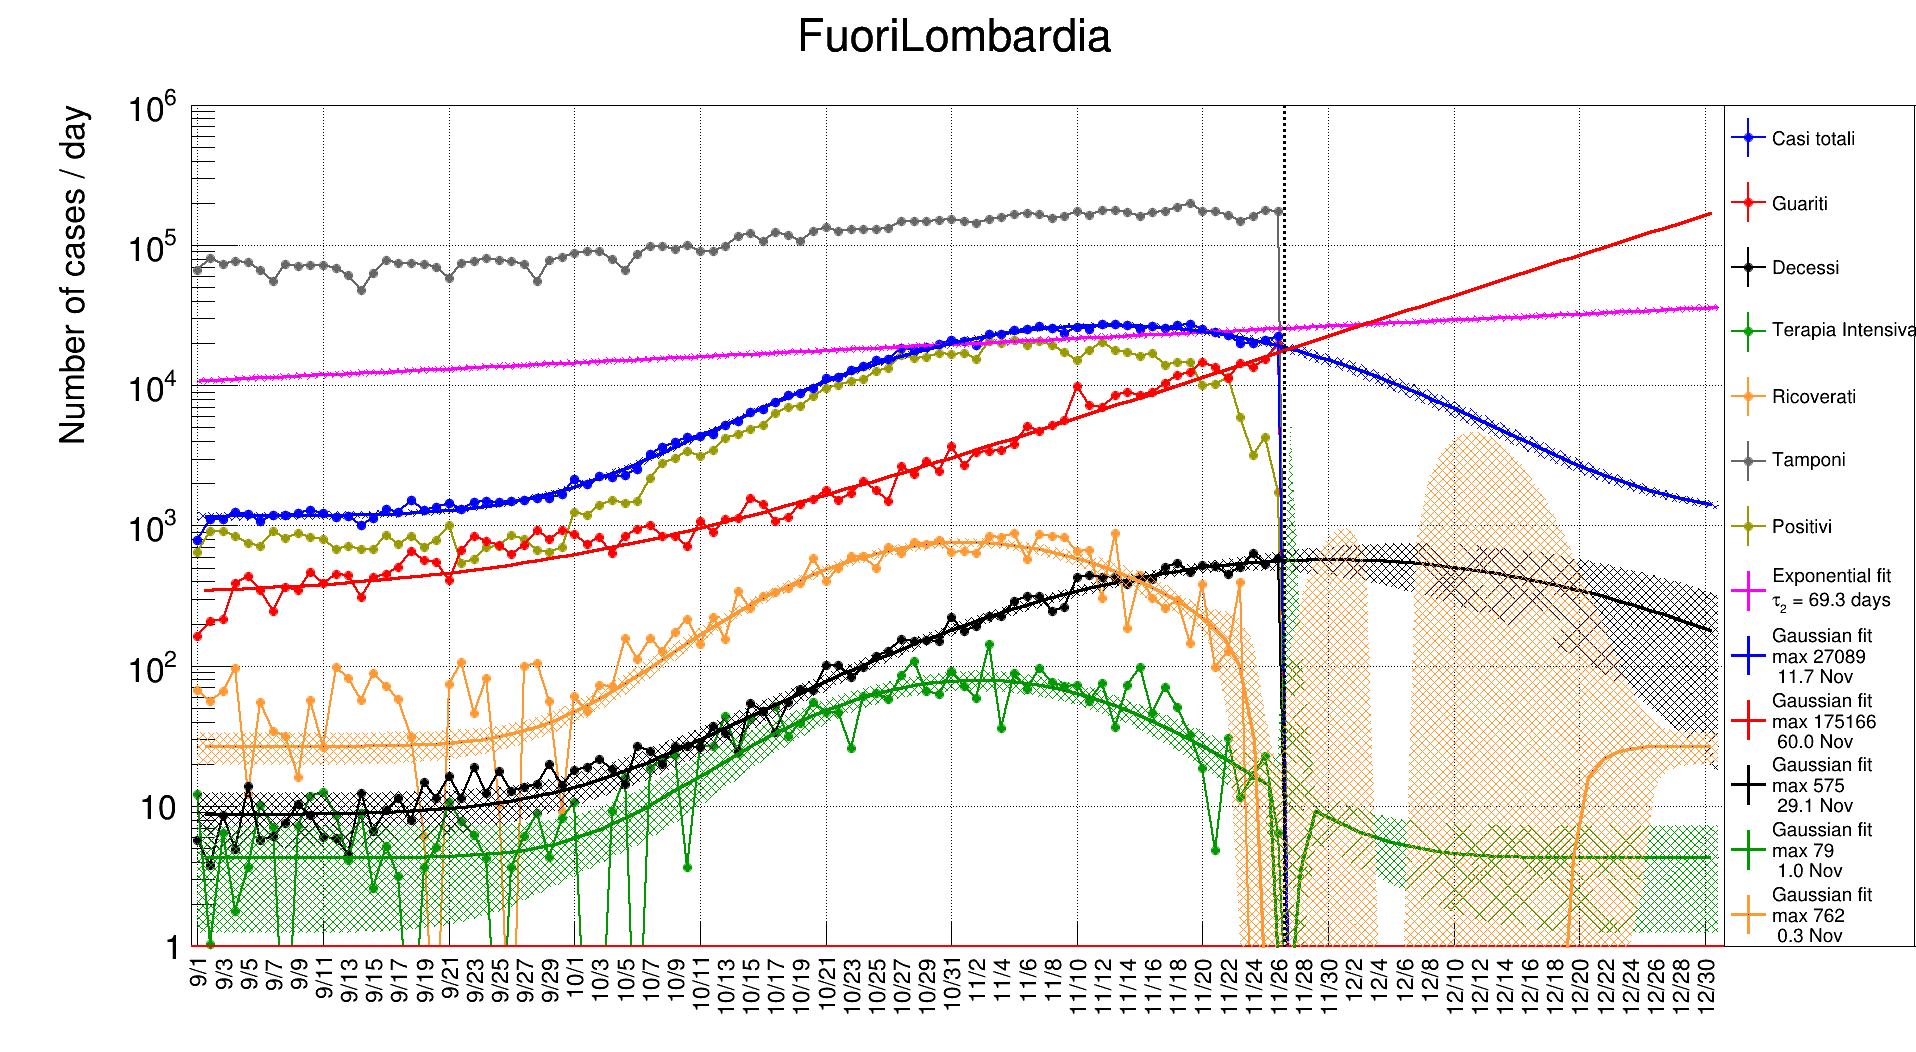 FuoriLombardia
Number of cases / day
10^6
10^5
10^4
10^3
10^2
10
1
9/1 9/3 9/5 9/7 9/9 9/11 9/13 9/15 9/17 9/19 9/21 9/23 9/25 9/27 9/29 10/1 10/3 10/5 10/7 10/9 10/11 10/13 10/15 10/17 10/19 10/21 10/23 10/25 10/27 10/29 10/31 11/2 11/4 11/6 11/8 11/10 11/12 11/14 11/16 11/18 11/20 11/22 11/24 11/26 11/28 11/30 12/2 12/4 12/6 12/8 12/10 12/12 12/14 12/16 12/18 12/20 12/22 12/24 12/26 12/28 12/30
Casi totali
Guariti
Decessi
Terapia Intensiva
Ricoverati
Tamponi
Positivi
Exponential fit
τ₂ = 69.3 days
Gaussian fit
max 27089
11.7 Nov
Gaussian fit
max 175166
60.0 Nov
Gaussian fit
max 575
29.1 Nov
Gaussian fit
max 79
1.0 Nov
Gaussian fit
max 762
0.3 Nov